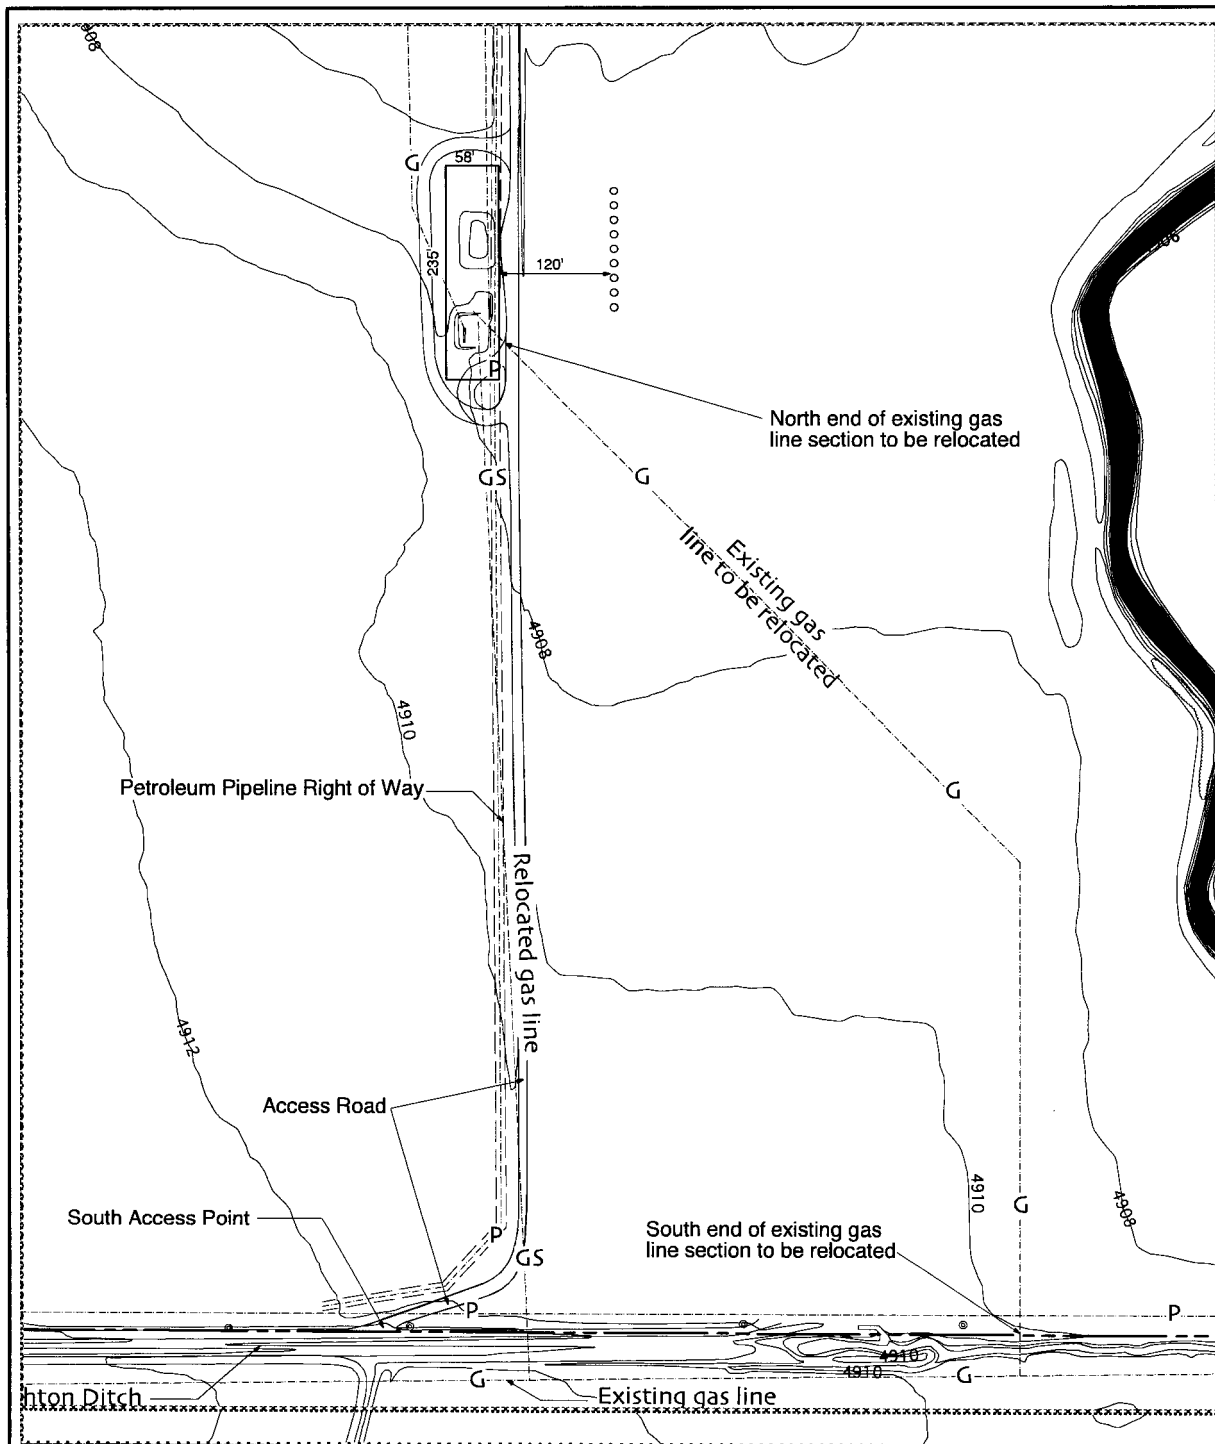 908
G
58'
235'
120'
06
P
North end of existing gas
line section to be relocated
GS
G
Existing gas
line to be relocated
4908
4910
Petroleum Pipeline Right of Way
G
Relocated gas line
4912
Access Road
4910
4908
G
South Access Point
P
South end of existing gas
line section to be relocated
GS
P
P
4910
4910
G
G
hton Ditch
Existing gas line